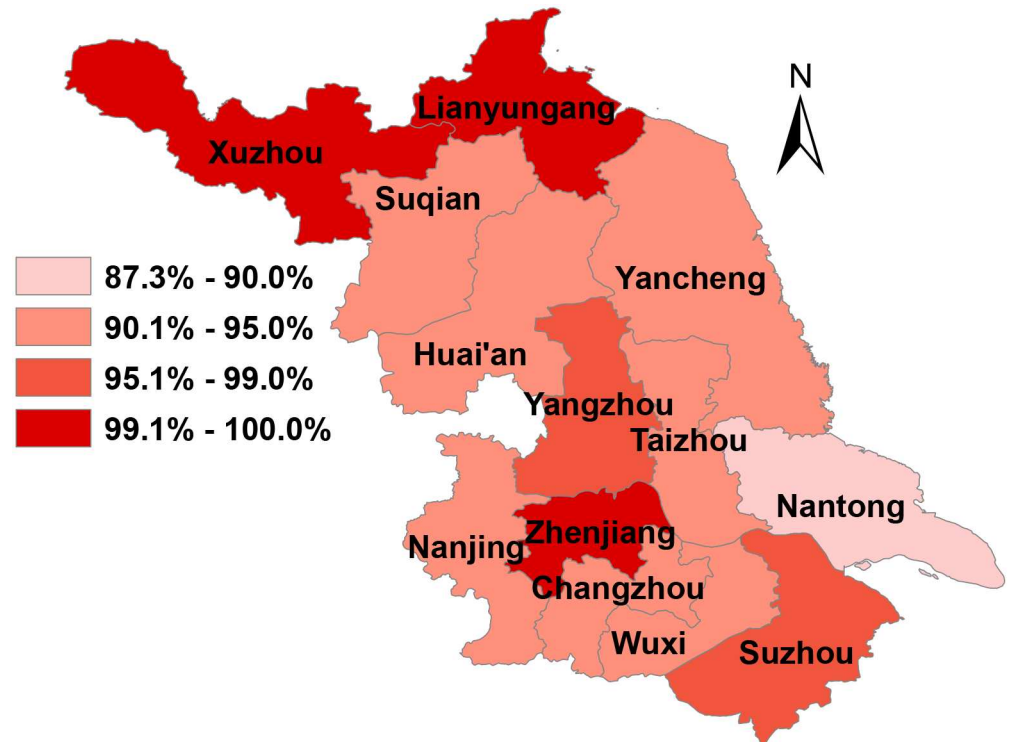 N
Lianyungang
Xuzhou
Suqian
Yancheng
87.3% - 90.0%
90.1% - 95.0%
95.1% - 99.0%
99.1% - 100.0%
Huai'an
Yangzhou
Taizhou
Nantong
Zhenjiang
Nanjing
Changzhou
Wuxi
Suzhou